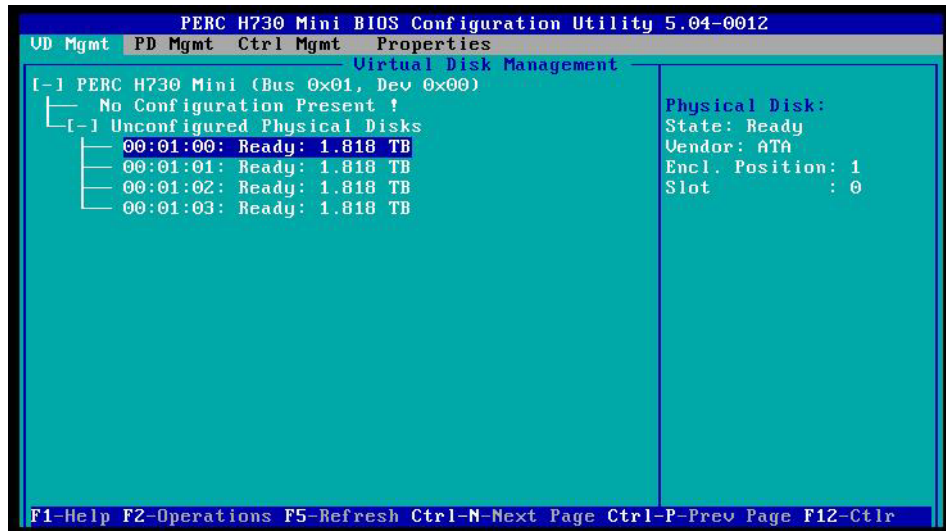 PERC H730 Mini BIOS Configuration Utility 5.04-0012
VD Mgmt PD Mgmt Ctrl Mgmt Properties
Virtual Disk Management
[-] PERC H730 Mini (Bus 0x01, Dev 0x00)
No Configuration Present !
[-] Unconfigured Physical Disks
00:01:00: Ready: 1.818 TB
00:01:01: Ready: 1.818 TB
00:01:02: Ready: 1.818 TB
00:01:03: Ready: 1.818 TB
Physical Disk:
State: Ready
Vendor: ATA
Encl. Position: 1
Slot : 0
F1-Help F2-Operations F5-Refresh Ctrl-N-Next Page Ctrl-P-Prev Page F12-Ctlr